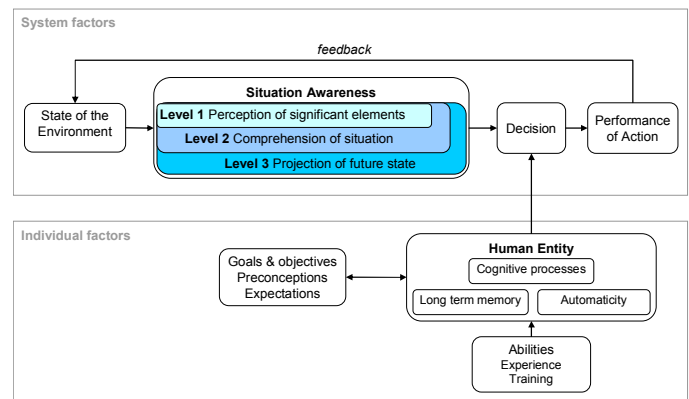 System factors
feedback
State of the
Environment
Situation Awareness
Level 1 Perception of significant elements
Level 2 Comprehension of situation
Level 3 Projection of future state
Decision
Performance
of Action
Individual factors
Goals & objectives
Preconceptions
Expectations
Human Entity
Cognitive processes
Long term memory
Automaticity
Abilities
Experience
Training